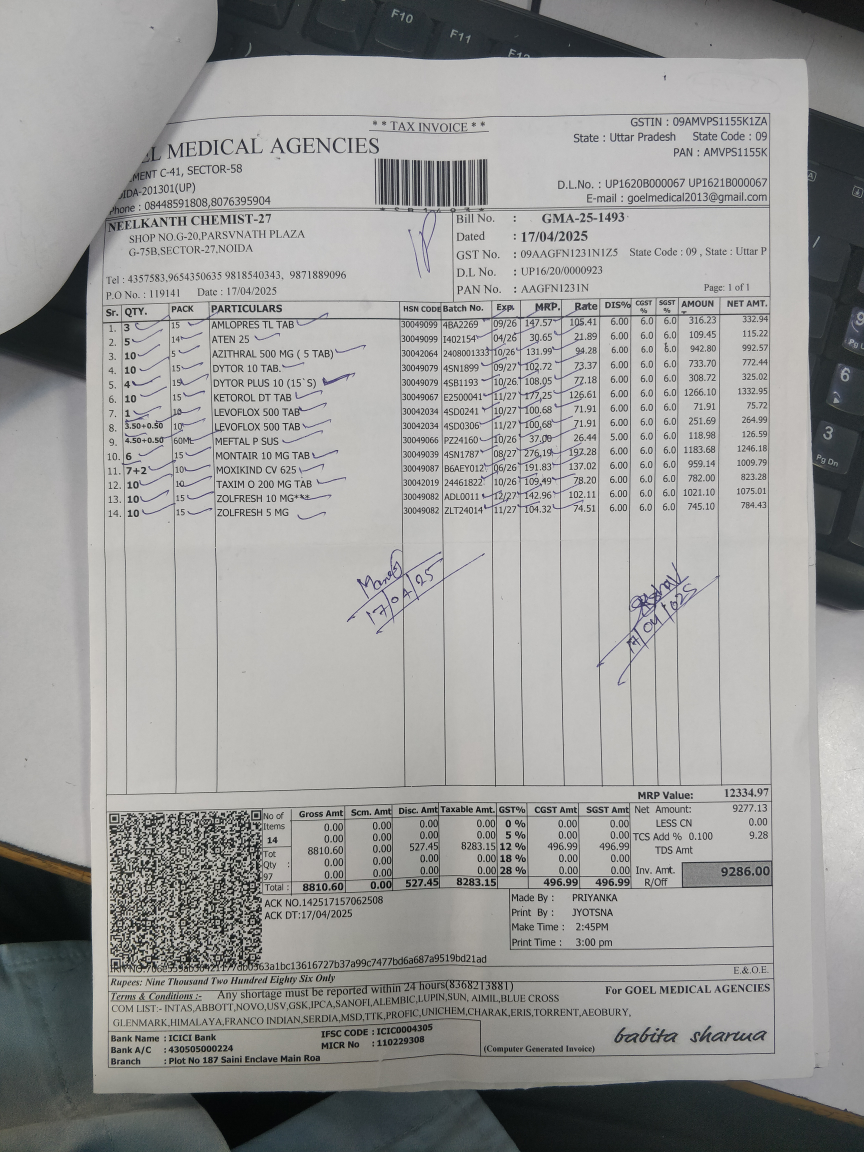 F10
F11
F12
* * TAX INVOICE * *
GSTIN : 09AMVPS1155K1ZA
State : Uttar Pradesh State Code : 09
PAN : AMVPS1155K
EL MEDICAL AGENCIES
MENT C-41, SECTOR-58
IDA-201301(UP)
Phone : 08448591808,8076395904
D.L.No. : UP1620B000067 UP1621B000067
E-mail : goelmedical2013@gmail.com
NEELKANTH CHEMIST-27
SHOP NO.G-20,PARSVNATH PLAZA
G-75B,SECTOR-27,NOIDA
Tel : 4357583,9654350635 9818540343, 9871889096
P.O No. : 119141 Date : 17/04/2025
Bill No. : GMA-25-1493
Dated : 17/04/2025
GST No. : 09AAGFN1231N1Z5 State Code : 09 , State : Uttar P
D.L No. : UP16/20/0000923
PAN No. : AAGFN1231N Page: 1 of 1
Sr. QTY. PACK PARTICULARS HSN CODE Batch No. Exp. MRP. Rate DIS% CGST % SGST % AMOUN NET AMT.
1. 3 15 AMLOPRES TL TAB 30049099 4BA2269 09/26 147.57 105.41 6.00 6.0 6.0 316.23 332.94
2. 5 14 ATEN 25 30049099 I402154 04/26 30.65 21.89 6.00 6.0 6.0 109.45 115.22
3. 10 5 AZITHRAL 500 MG ( 5 TAB) 30042064 2408001333 10/26 131.99 94.28 6.00 6.0 6.0 942.80 992.57
4. 10 15 DYTOR 10 TAB. 30049079 4SN1899 09/27 102.72 73.37 6.00 6.0 6.0 733.70 772.44
5. 4 15 DYTOR PLUS 10 (15`S) 30049079 4SB1193 10/26 108.05 77.18 6.00 6.0 6.0 308.72 325.02
6. 10 15 KETOROL DT TAB 30049067 E2500041 11/27 177.25 126.61 6.00 6.0 6.0 1266.10 1332.95
7. 1 10 LEVOFLOX 500 TAB 30042034 4SD0241 10/27 100.68 71.91 6.00 6.0 6.0 71.91 75.72
8. 3.50+0.50 10 LEVOFLOX 500 TAB 30042034 4SD0306 11/27 100.68 71.91 6.00 6.0 6.0 251.69 264.99
9. 4.50+0.50 60ML MEFTAL P SUS 30049066 PZ24160 10/26 37.00 26.44 5.00 6.0 6.0 118.98 126.59
10. 6 15 MONTAIR 10 MG TAB 30049039 4SN1787 08/27 276.19 197.28 6.00 6.0 6.0 1183.68 1246.18
11. 7+2 10 MOXIKIND CV 625 30049087 B6AEY012 06/26 191.83 137.02 6.00 6.0 6.0 959.14 1009.79
12. 10 10 TAXIM O 200 MG TAB 30042019 24461822 10/26 109.49 78.20 6.00 6.0 6.0 782.00 823.28
13. 10 15 ZOLFRESH 10 MG*** 30049082 ADL0011 12/27 142.96 102.11 6.00 6.0 6.0 1021.10 1075.01
14. 10 15 ZOLFRESH 5 MG 30049082 ZLT24014 11/27 104.32 74.51 6.00 6.0 6.0 745.10 784.43
17/04/25
17/04/025
MRP Value: 12334.97
No of Items 14
Tot Qty : 97
Gross Amt Scm. Amt Disc. Amt Taxable Amt. GST% CGST Amt SGST Amt
0.00 0.00 0.00 0.00 0 % 0.00 0.00
0.00 0.00 0.00 0.00 5 % 0.00 0.00
8810.60 0.00 527.45 8283.15 12 % 496.99 496.99
0.00 0.00 0.00 0.00 18 % 0.00 0.00
0.00 0.00 0.00 0.00 28 % 0.00 0.00
Total : 8810.60 0.00 527.45 8283.15 496.99 496.99
Net Amount: 9277.13
LESS CN 0.00
TCS Add % 0.100 9.28
TDS Amt
Inv. Amt. 9286.00
R/Off
ACK NO.142517157062508
ACK DT:17/04/2025
Made By : PRIYANKA
Print By : JYOTSNA
Make Time : 2:45PM
Print Time : 3:00 pm
E.&.O.E.
Rupees: Nine Thousand Two Hundred Eighty Six Only
Terms & Conditions :- Any shortage must be reported within 24 hours(8368213881)
COM LIST:- INTAS,ABBOTT,NOVO,USV,GSK,IPCA,SANOFI,ALEMBIC,LUPIN,SUN, AIMIL,BLUE CROSS
GLENMARK,HIMALAYA,FRANCO INDIAN,SERDIA,MSD,TTK,PROFIC,UNICHEM,CHARAK,ERIS,TORRENT,AEOBURY,
For GOEL MEDICAL AGENCIES
Bank Name : ICICI Bank IFSC CODE : ICIC0004305
Bank A/C : 430505000224 MICR No : 110229308
Branch : Plot No 187 Saini Enclave Main Roa
(Computer Generated Invoice)
babita sharma
6
3
Pg Dn